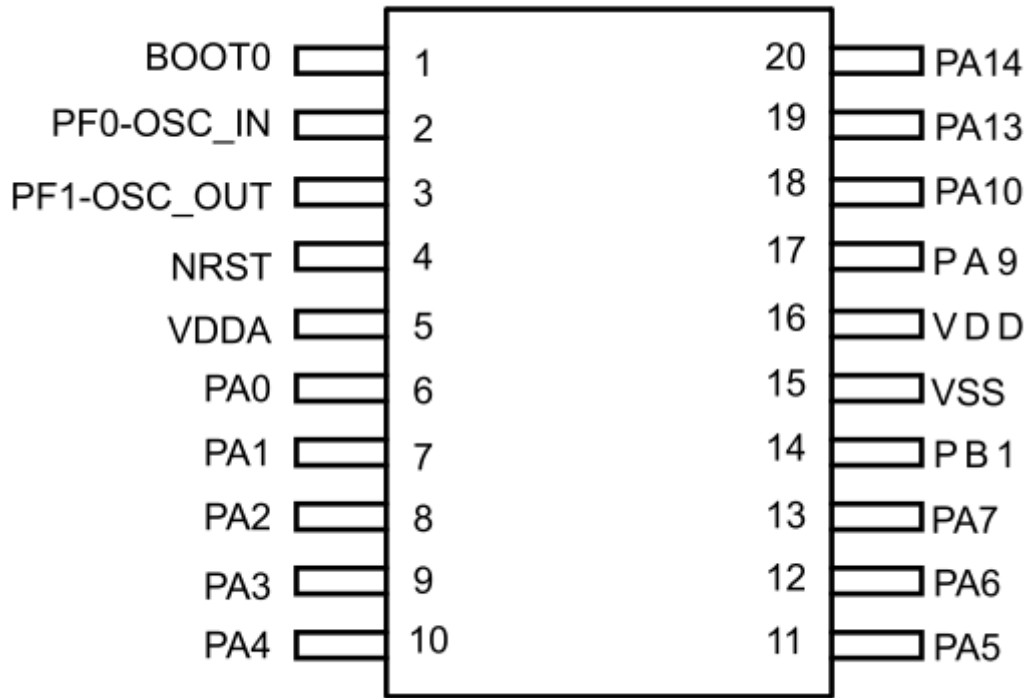 BOOT0 1 20 PA14
PF0-OSC_IN 2 19 PA13
PF1-OSC_OUT 3 18 PA10
NRST 4 17 PA9
VDDA 5 16 VDD
PA0 6 15 VSS
PA1 7 14 PB1
PA2 8 13 PA7
PA3 9 12 PA6
PA4 10 11 PA5